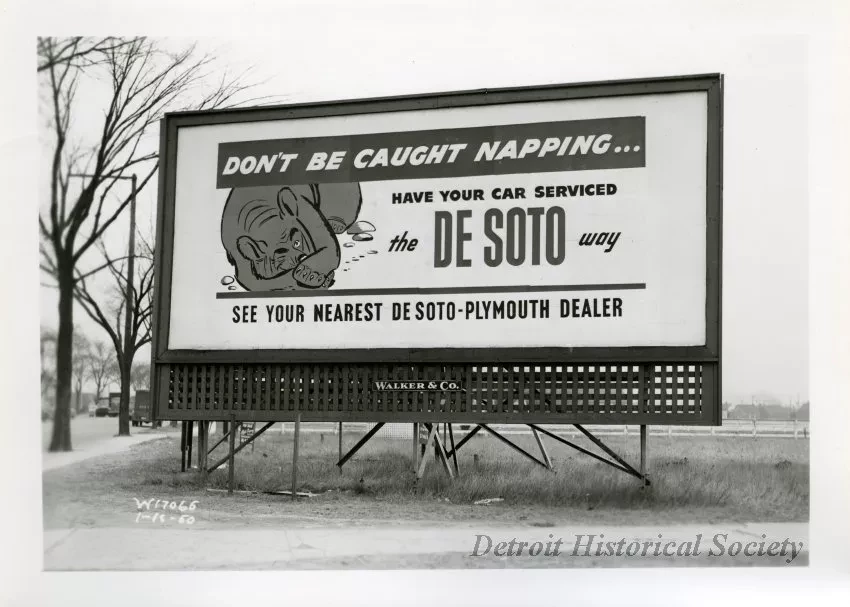 DON'T BE CAUGHT NAPPING...
HAVE YOUR CAR SERVICED
the DE SOTO way
SEE YOUR NEAREST DE SOTO-PLYMOUTH DEALER
WALKER & CO.
W17066
1-18-50
Detroit Historical Society